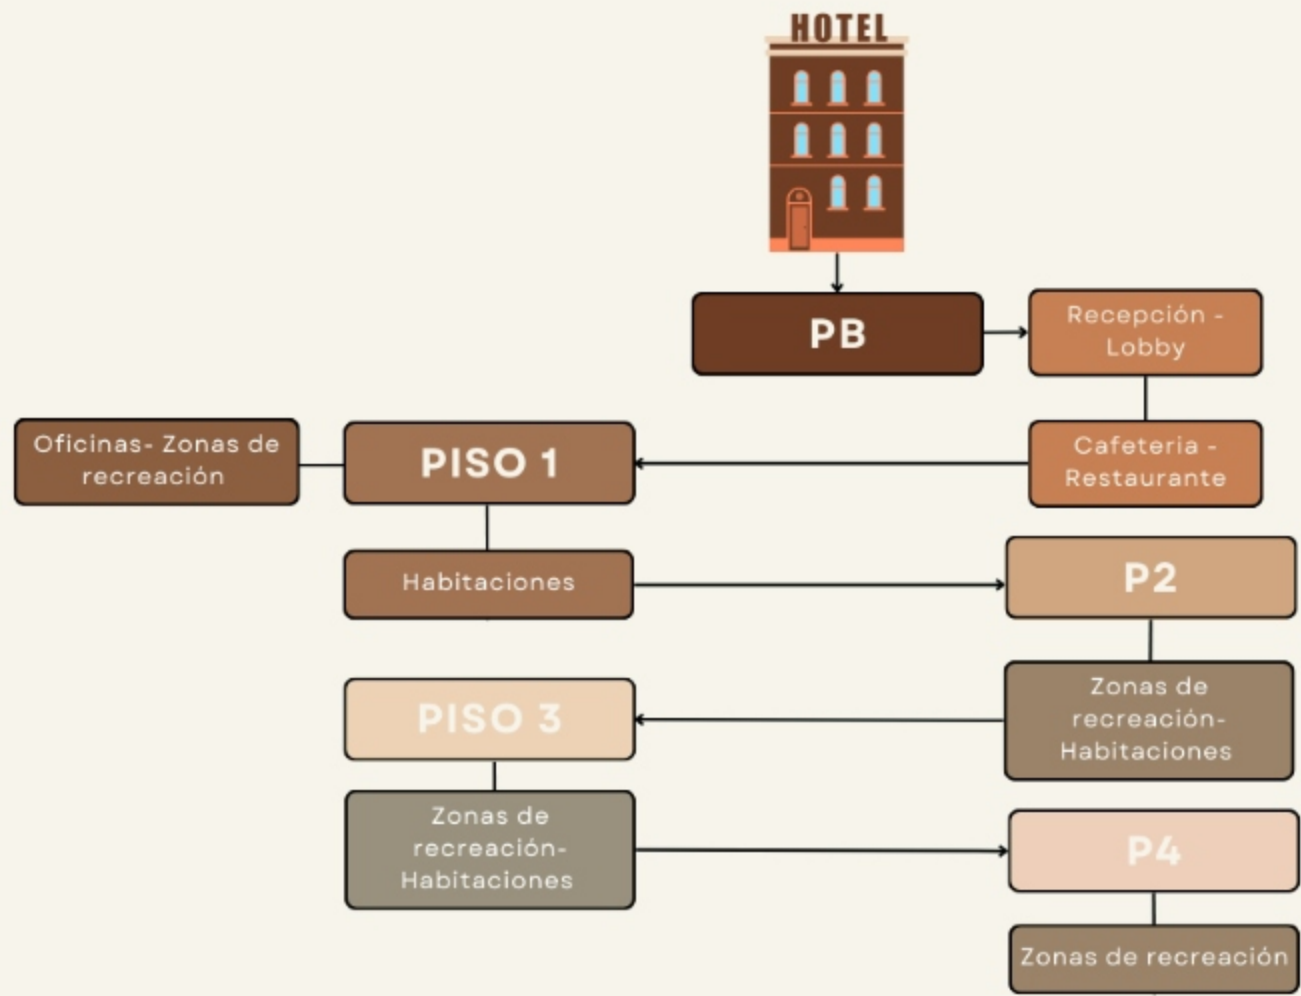 HOTEL
PB
Recepción -
Lobby
Cafeteria -
Restaurante
PISO 1
Oficinas- Zonas de
recreación
Habitaciones
P2
Zonas de
recreación-
Habitaciones
PISO 3
Zonas de
recreación-
Habitaciones
P4
Zonas de recreación